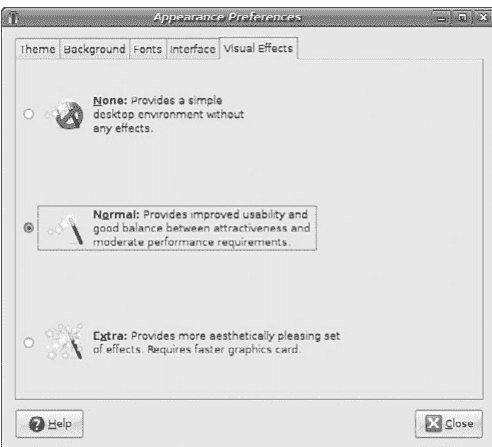 Appearance Preferences
Theme Background Fonts Interface Visual Effects
None: Provides a simple
desktop environment without
any effects.
Normal: Provides improved usability and
good balance between attractiveness and
moderate performance requirements.
Extra: Provides more aesthetically pleasing set
of effects. Requires faster graphics card.
Help Close